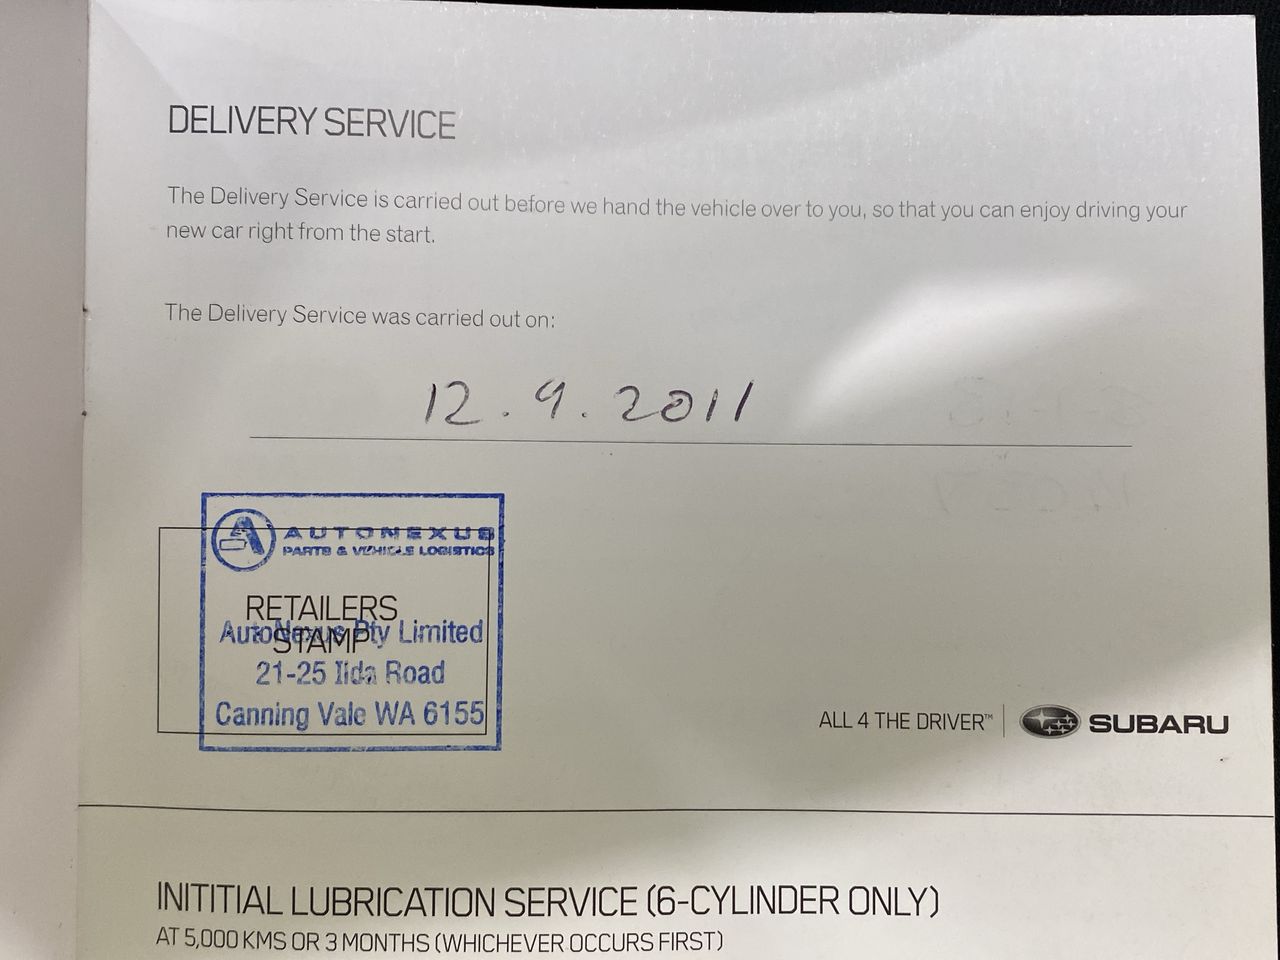 DELIVERY SERVICE
The Delivery Service is carried out before we hand the vehicle over to you, so that you can enjoy driving your
new car right from the start.
The Delivery Service was carried out on:
12.9.2011
AUTONEXUS
PARTS & VEHICLE LOGISTICS
RETAILERS
STAMP
AutoNexus Pty Limited
21-25 Ilda Road
Canning Vale WA 6155
ALL 4 THE DRIVER™
SUBARU
INITITIAL LUBRICATION SERVICE (6-CYLINDER ONLY)
AT 5,000 KMS OR 3 MONTHS (WHICHEVER OCCURS FIRST)